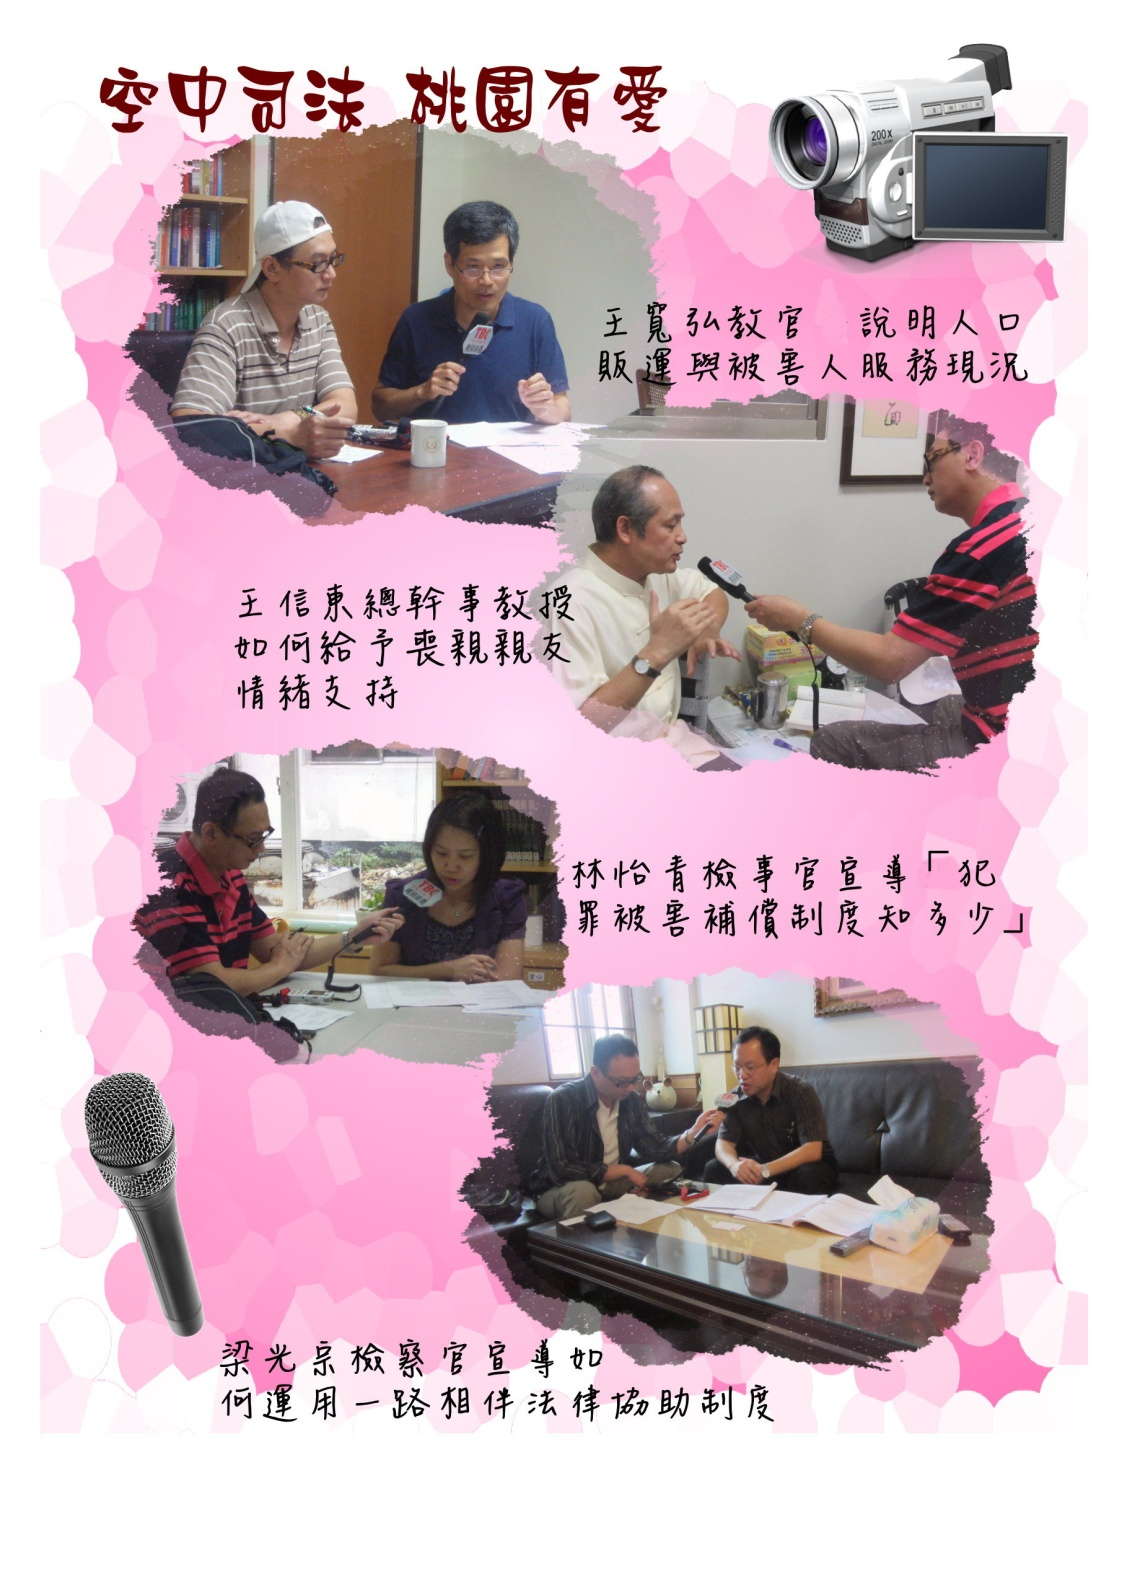 空中司法 桃園有愛
200x
TBC
王寬弘教官　說明人口
販運與被害人服務現況
TBC
王信東總幹事教授
如何給予喪親親友
情緒支持
TBC
林怡青檢事官宣導「犯
罪被害補償制度知多少」
梁光宗檢察官宣導如
何運用一路相伴法律協助制度